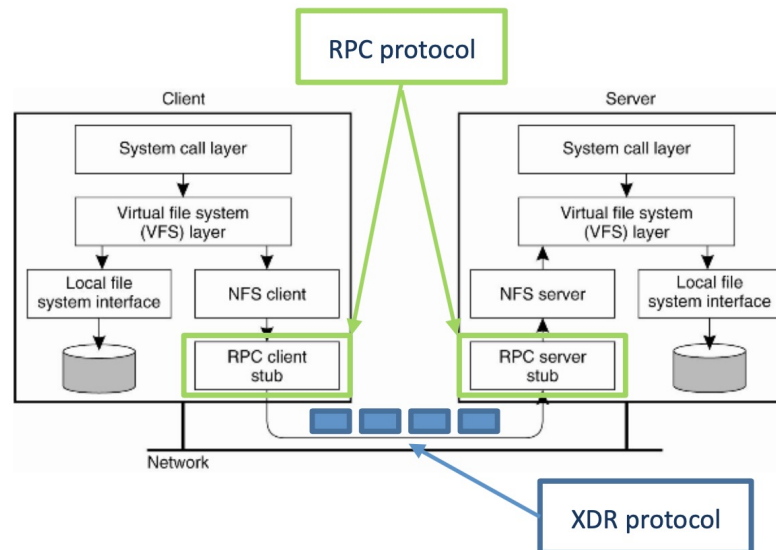 RPC protocol
Client
Server
System call layer
System call layer
Virtual file system
(VFS) layer
Virtual file system
(VFS) layer
Local file
system interface
NFS client
NFS server
Local file
system interface
RPC client
stub
RPC server
stub
Network
XDR protocol